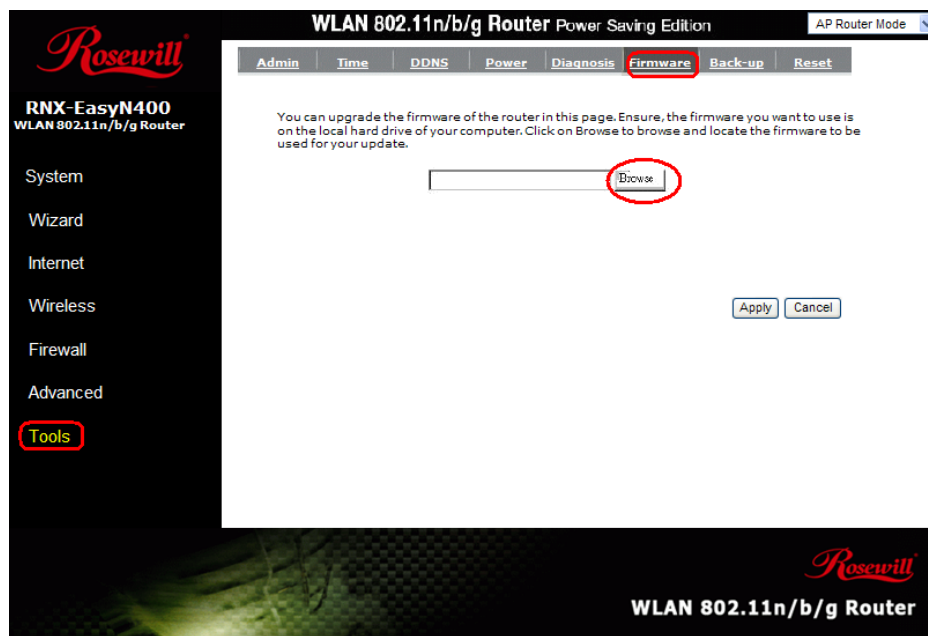 WLAN 802.11n/b/g Router Power Saving Edition
AP Router Mode
Rosewill
Admin Time DDNS Power Diagnosis Firmware Back-up Reset
RNX-EasyN400
WLAN 802.11n/b/g Router
You can upgrade the firmware of the router in this page. Ensure, the firmware you want to use is
on the local hard drive of your computer. Click on Browse to browse and locate the firmware to be
used for your update.
Browse
System
Wizard
Internet
Wireless
Apply Cancel
Firewall
Advanced
Tools
Rosewill
WLAN 802.11n/b/g Router